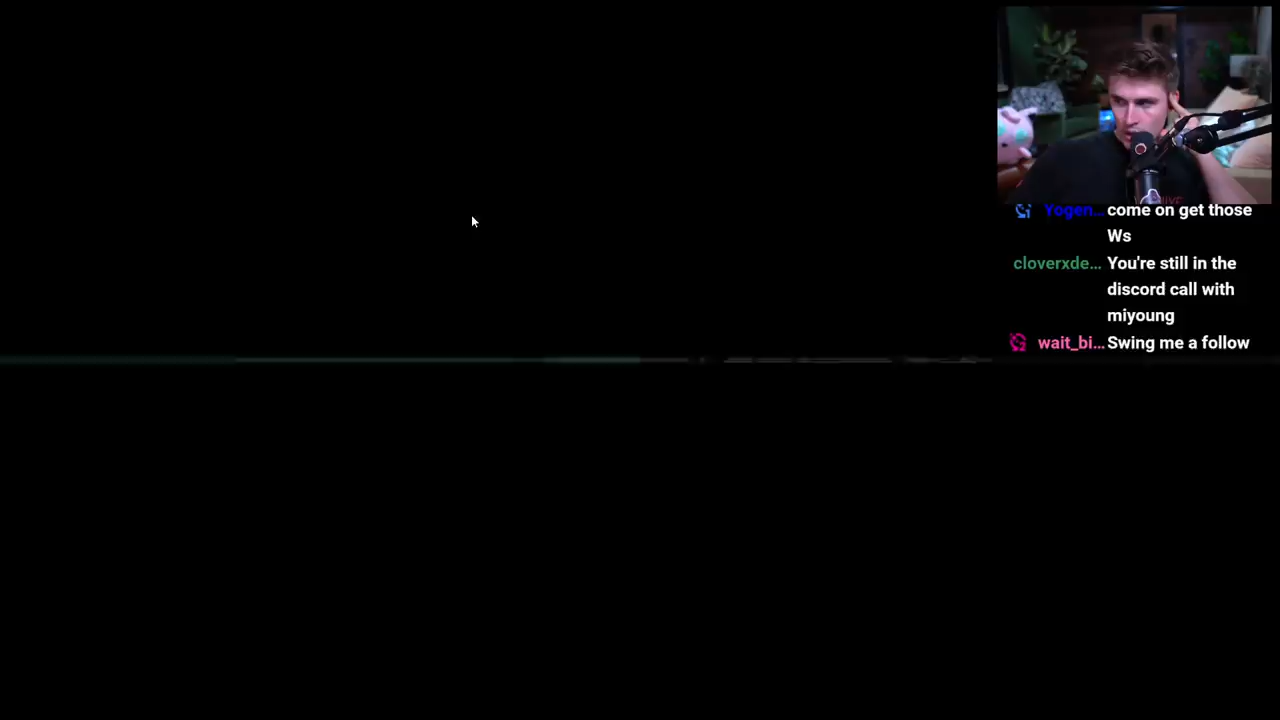 Yogen… come on get those
Ws
cloverxde… You're still in the
discord call with
miyoung
wait_bi… Swing me a follow